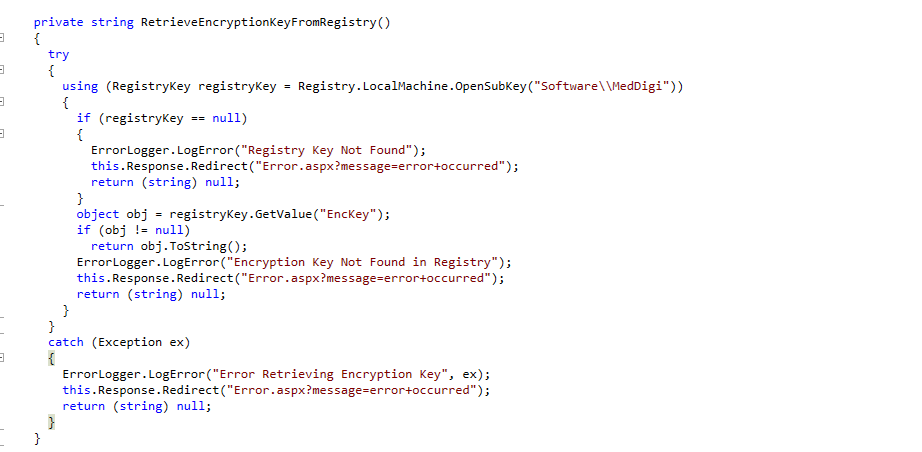 private string RetrieveEncryptionKeyFromRegistry()
{
try
{
using (RegistryKey registryKey = Registry.LocalMachine.OpenSubKey("Software\\MedDigi"))
{
if (registryKey == null)
{
ErrorLogger.LogError("Registry Key Not Found");
this.Response.Redirect("Error.aspx?message=error+occurred");
return (string) null;
}
object obj = registryKey.GetValue("EncKey");
if (obj != null)
return obj.ToString();
ErrorLogger.LogError("Encryption Key Not Found in Registry");
this.Response.Redirect("Error.aspx?message=error+occurred");
return (string) null;
}
}
catch (Exception ex)
{
ErrorLogger.LogError("Error Retrieving Encryption Key", ex);
this.Response.Redirect("Error.aspx?message=error+occurred");
return (string) null;
}
}